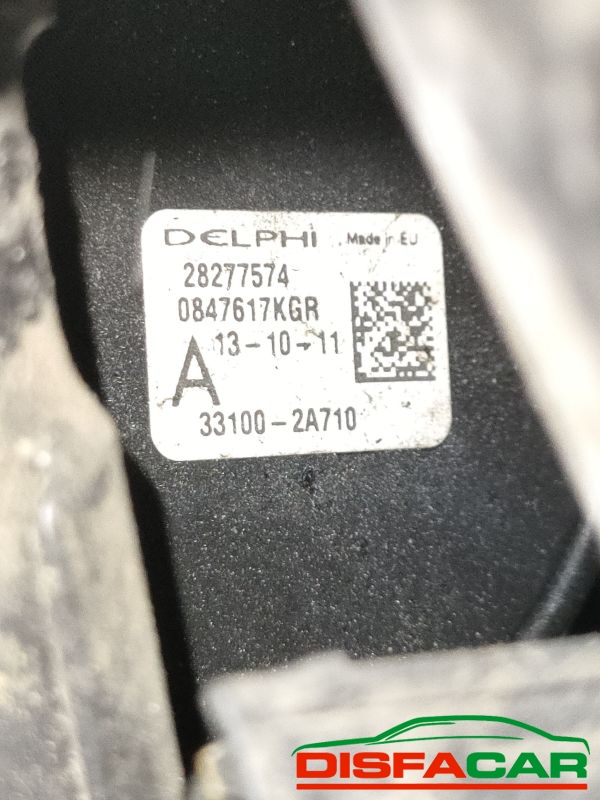 DELPHI Made in EU
28277574
0847617KGR
13-10-11
A
33100-2A710
DISFACAR